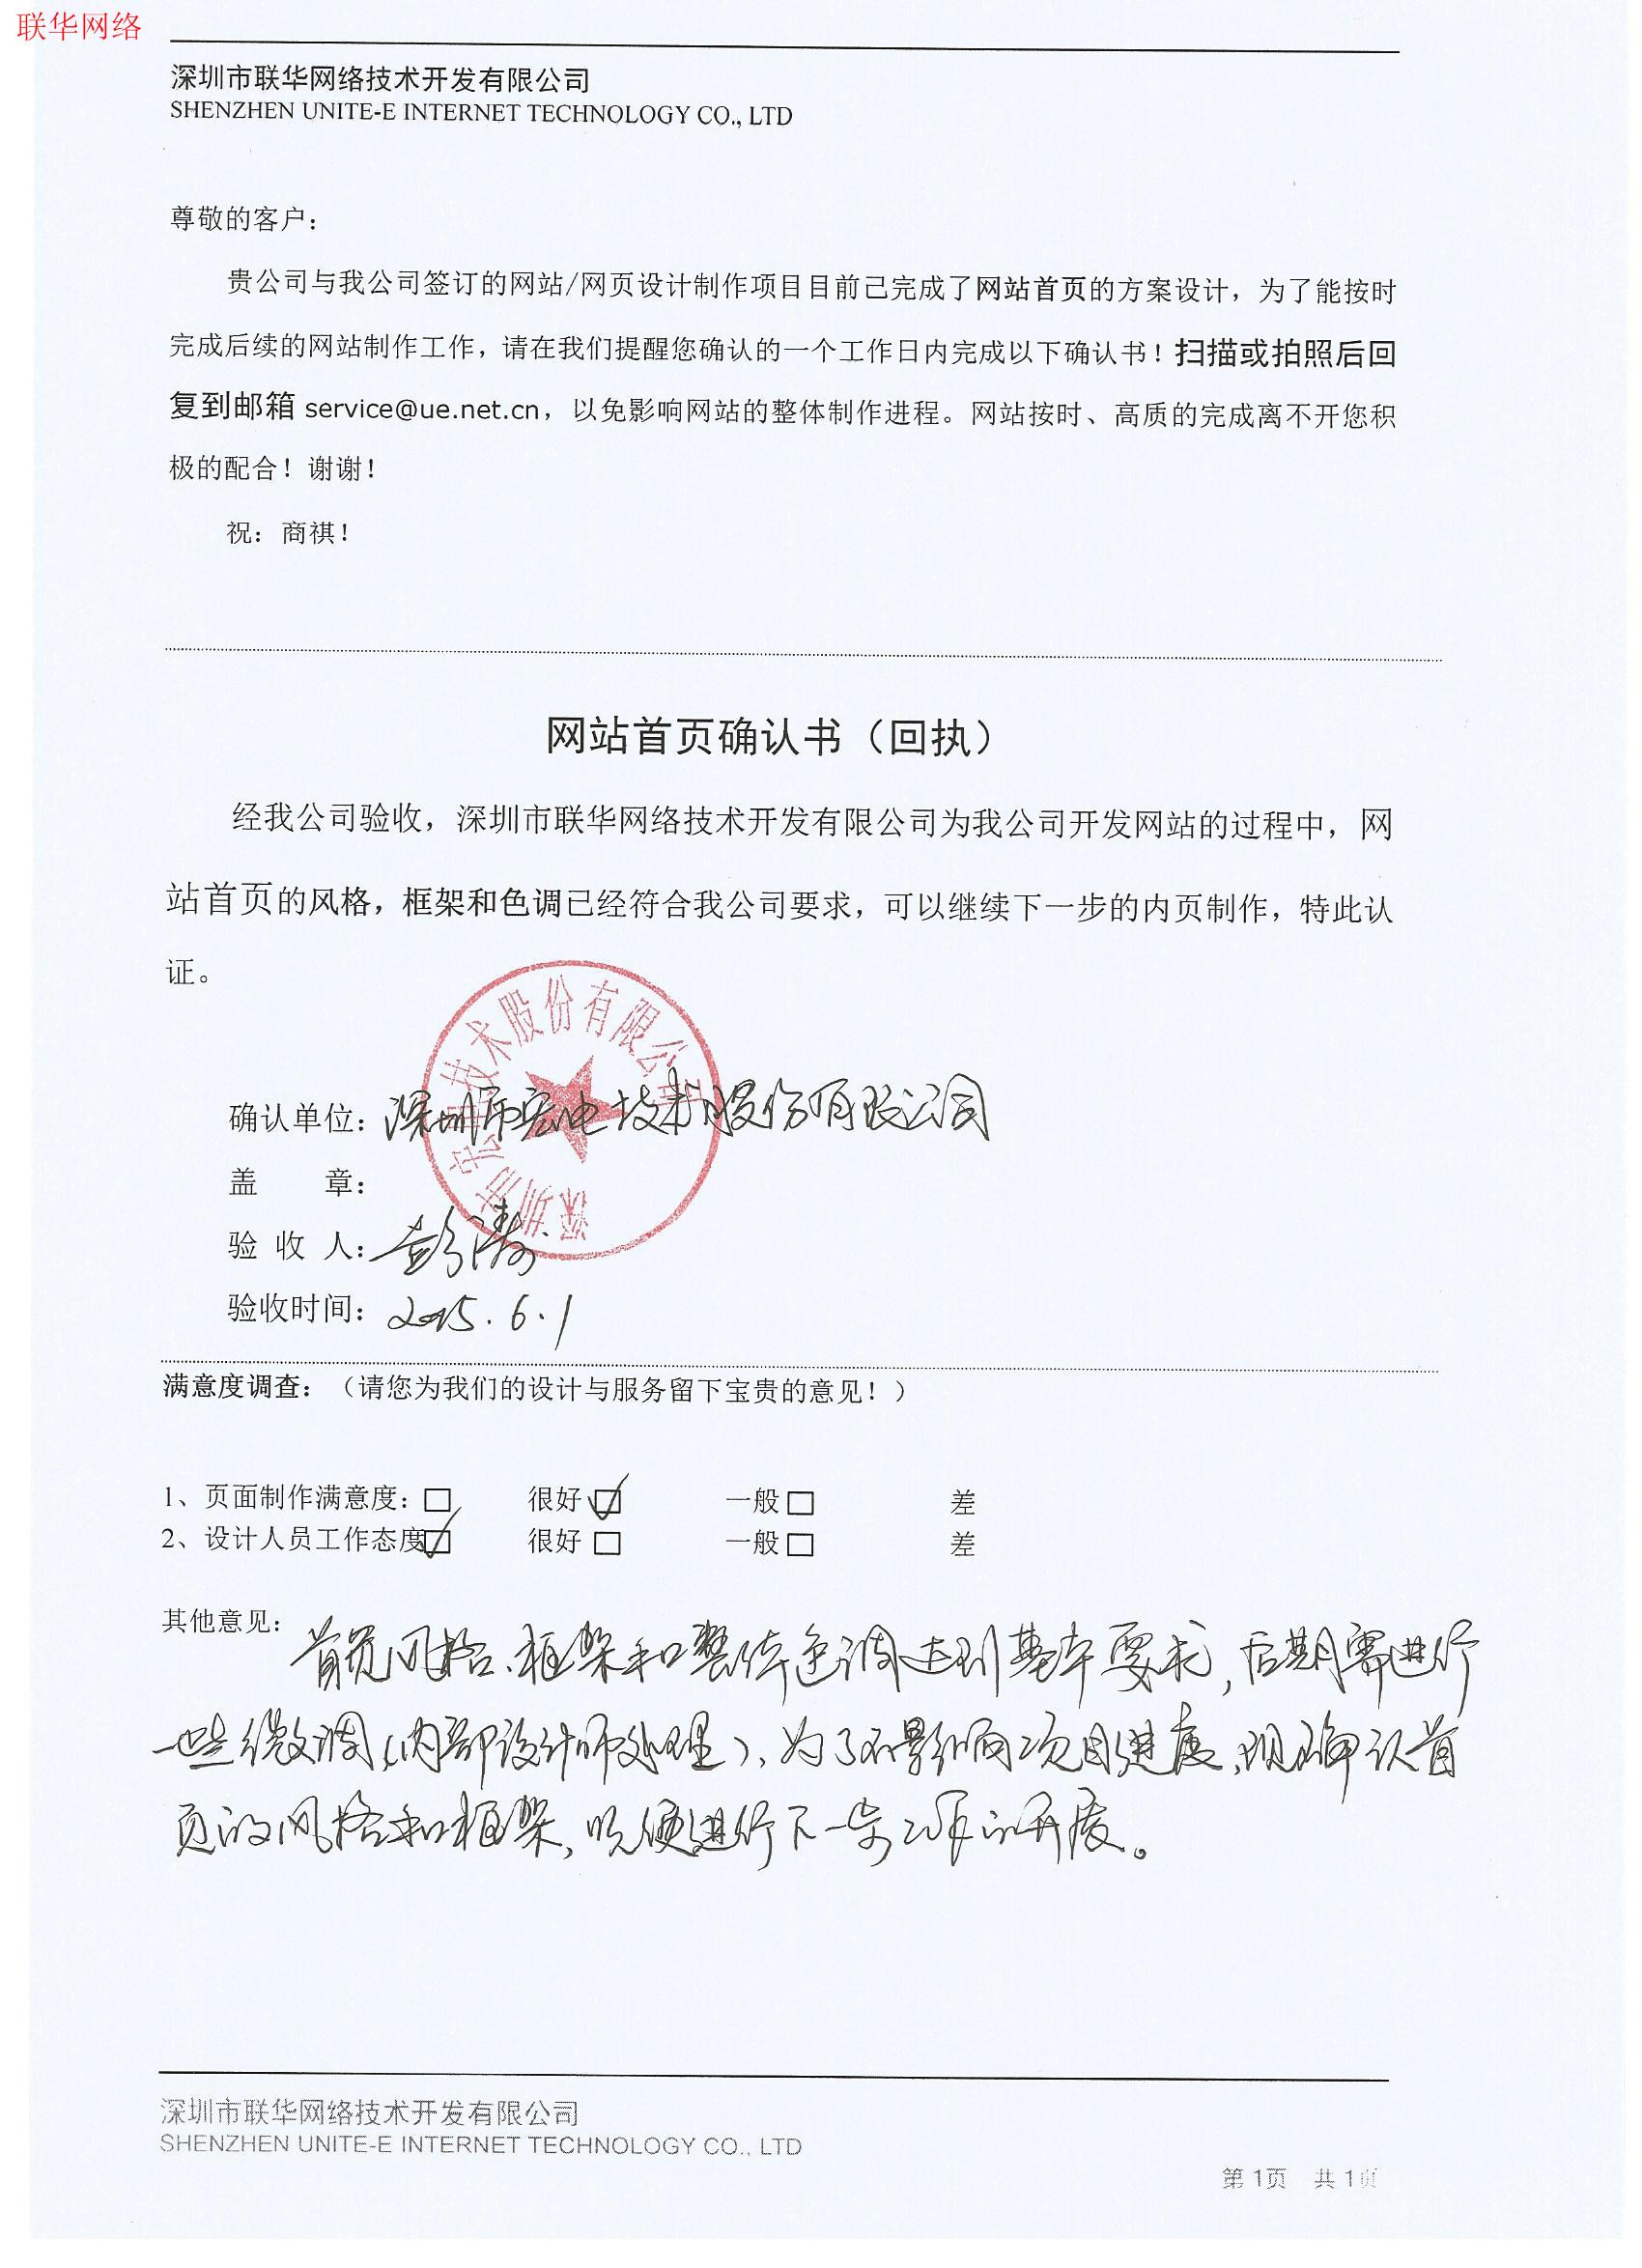 联华网络
深圳市联华网络技术开发有限公司
SHENZHEN UNITE-E INTERNET TECHNOLOGY CO., LTD
尊敬的客户：
贵公司与我公司签订的网站/网页设计制作项目目前己完成了网站首页的方案设计，为了能按时
完成后续的网站制作工作，请在我们提醒您确认的一个工作日内完成以下确认书！扫描或拍照后回
复到邮箱 service@ue.net.cn，以免影响网站的整体制作进程。网站按时、高质的完成离不开您积
极的配合！谢谢！
祝：商祺！
网站首页确认书（回执）
经我公司验收，深圳市联华网络技术开发有限公司为我公司开发网站的过程中，网
站首页的风格，框架和色调已经符合我公司要求，可以继续下一步的内页制作，特此认
证。
深圳市宏电技术股份有限公司
确认单位：深圳市宏电技术股份有限公司
盖 章：
验 收 人：彭涛
验收时间：2015.6.1
满意度调查：（请您为我们的设计与服务留下宝贵的意见！）
1、页面制作满意度：□ 很好 ☑ 一般 □ 差
2、设计人员工作态度 ☑ 很好 □ 一般 □ 差
其他意见：首页风格、框架和整体色调达到基本要求，后期需进行
一些微调（内部设计师处理），为了不影响项目进度，现确认首
页的风格和框架，以便进行下一步工作的开展。
深圳市联华网络技术开发有限公司
SHENZHEN UNITE-E INTERNET TECHNOLOGY CO., LTD
第 1页 共 1页